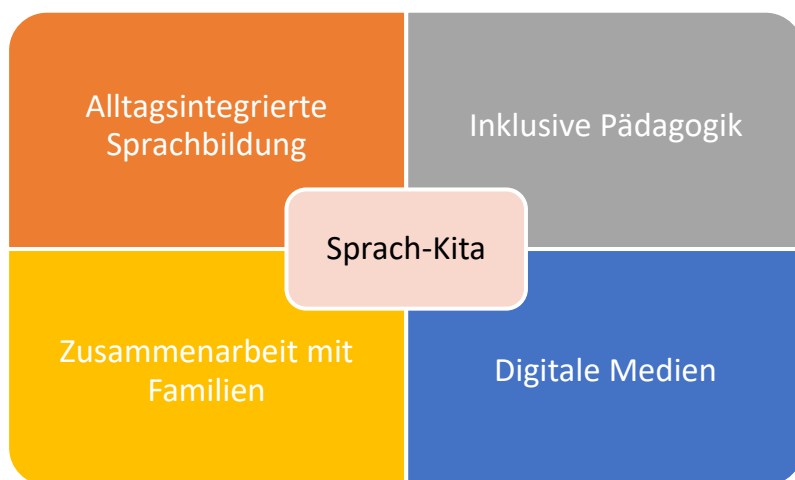 Alltagsintegrierte
Sprachbildung
Inklusive Pädagogik
Sprach-Kita
Zusammenarbeit mit
Familien
Digitale Medien